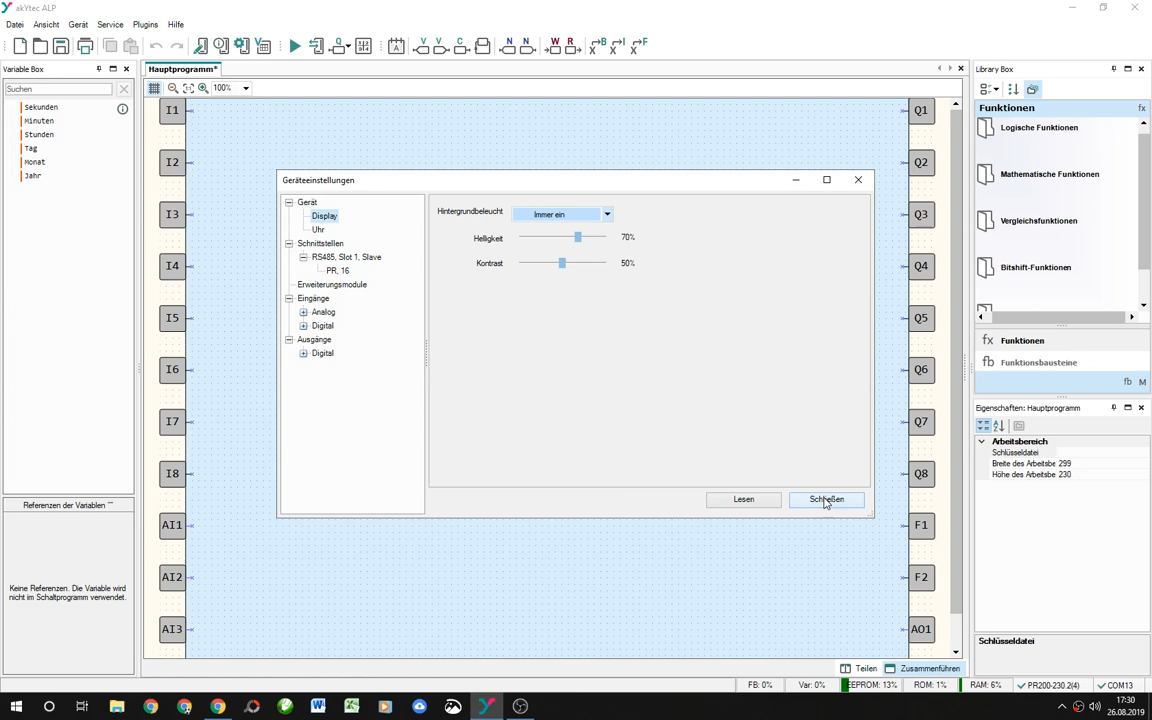 akYtec ALP
Datei Ansicht Gerät Service Plugins Hilfe
Variable Box
Hauptprogramm*
Library Box
Suchen
100%
Sekunden
Minuten
Stunden
Tag
Monat
Jahr
Referenzen der Variablen ""
Keine Referenzen. Die Variable wird
nicht im Schaltprogramm verwendet.
I1
I2
I3
I4
I5
I6
I7
I8
AI1
AI2
AI3
Geräteeinstellungen
Gerät
Display
Uhr
Schnittstellen
RS485, Slot 1, Slave
PR, 16
Erweiterungsmodule
Eingänge
Analog
Digital
Ausgänge
Digital
Hintergrundbeleucht Immer ein
Helligkeit 70%
Kontrast 50%
Lesen Schließen
Q1
Q2
Q3
Q4
Q5
Q6
Q7
Q8
F1
F2
AO1
Funktionen fx
Logische Funktionen
Mathematische Funktionen
Vergleichsfunktionen
Bitshift-Funktionen
fx Funktionen
fb Funktionsbausteine
fb M
Eigenschaften: Hauptprogramm
Arbeitsbereich
Schlüsseldatei
Breite des Arbeitsbe 299
Höhe des Arbeitsbe 230
Schlüsseldatei
Teilen Zusammenführen
FB: 0% Var: 0% EEPROM: 13% ROM: 1% RAM: 6% PR200-230.2(4) COM13
17:30
26.08.2019